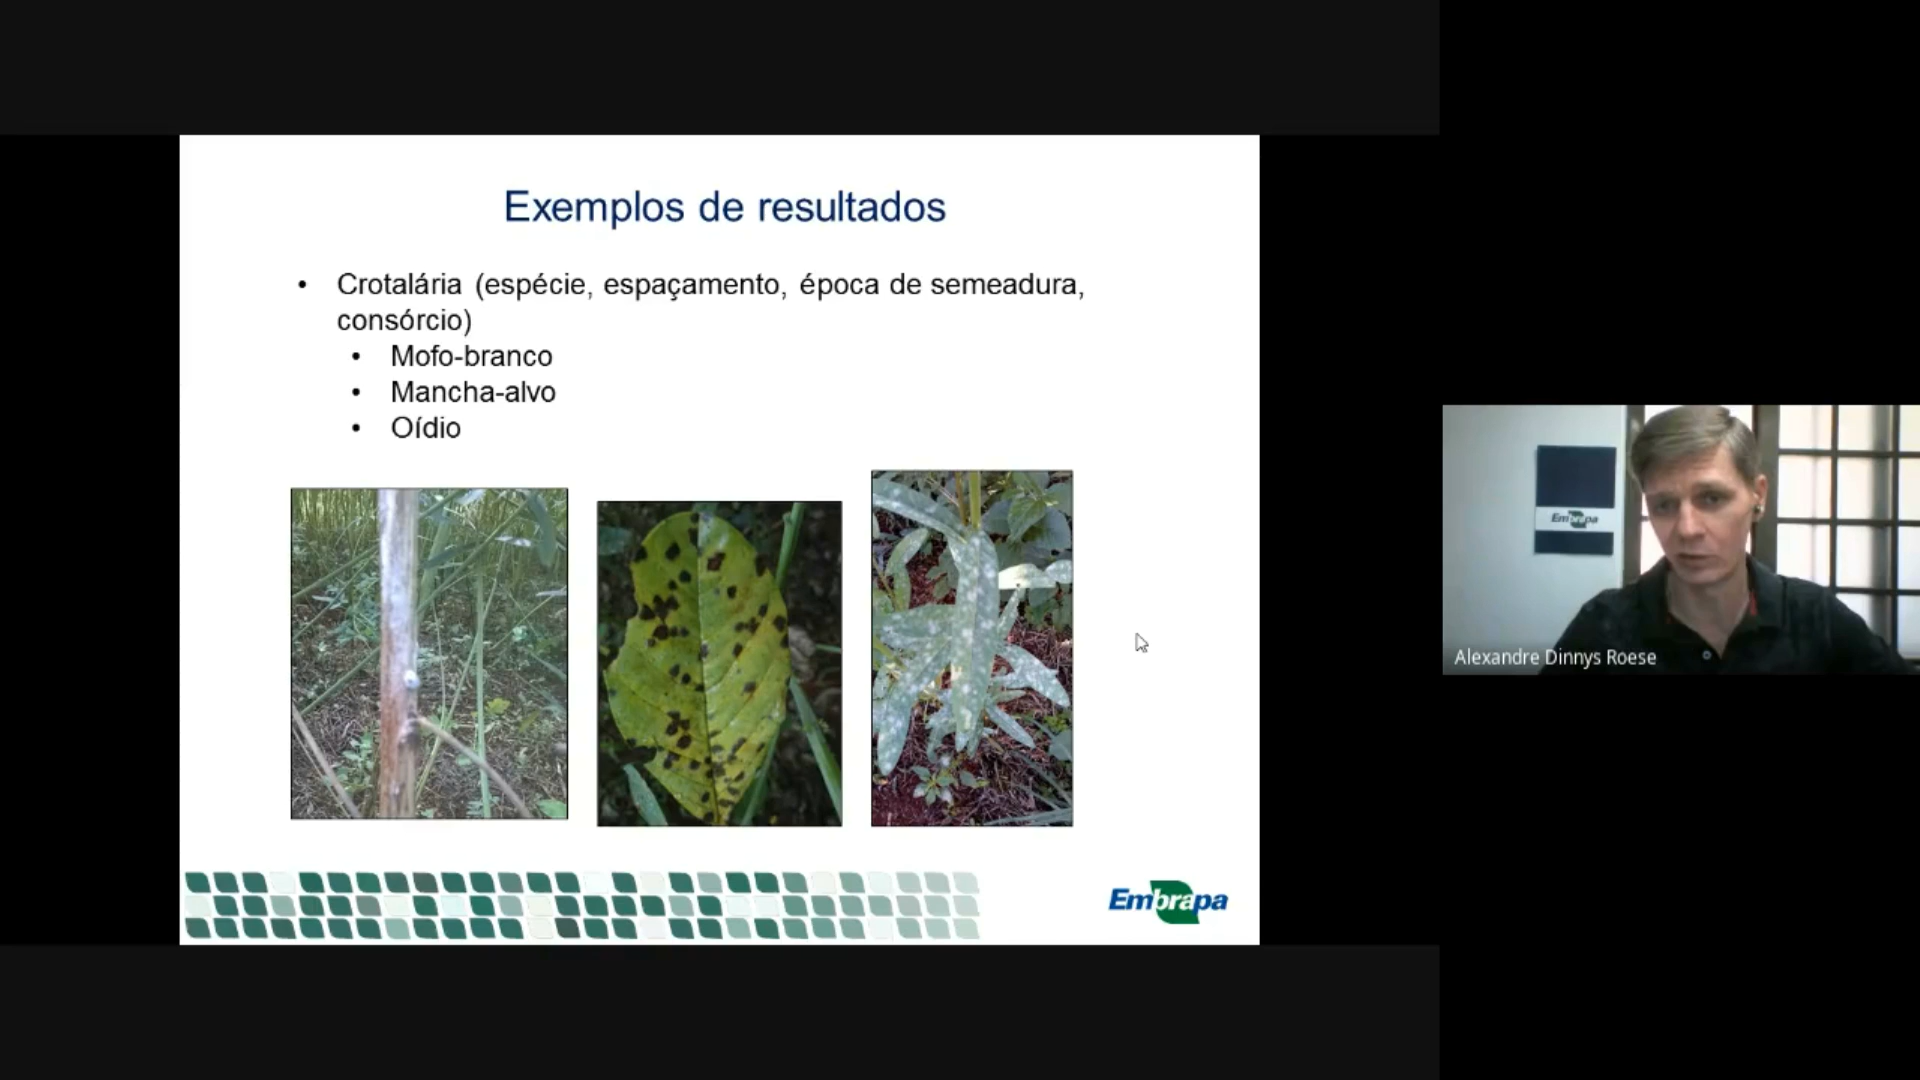 Exemplos de resultados
• Crotalária (espécie, espaçamento, época de semeadura,
consórcio)
• Mofo-branco
• Mancha-alvo
• Oídio
Embrapa
Embrapa
Alexandre Dinnys Roese